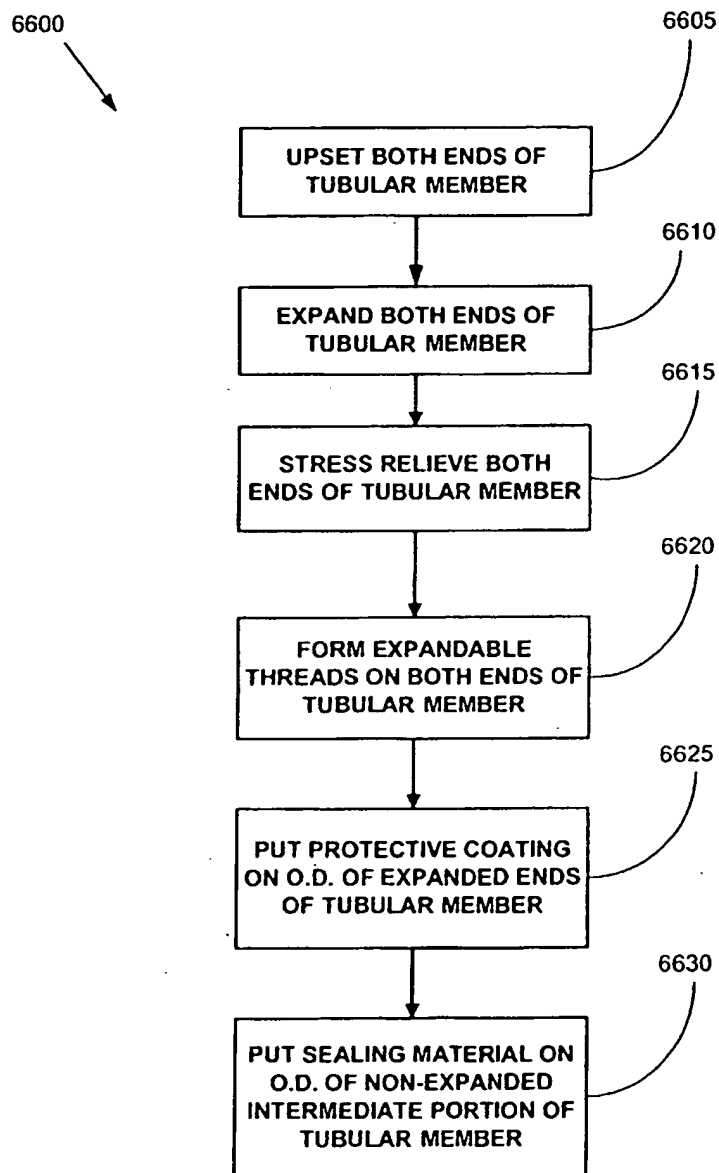 6600
6605
UPSET BOTH ENDS OF
TUBULAR MEMBER
6610
EXPAND BOTH ENDS OF
TUBULAR MEMBER
6615
STRESS RELIEVE BOTH
ENDS OF TUBULAR MEMBER
6620
FORM EXPANDABLE
THREADS ON BOTH ENDS OF
TUBULAR MEMBER
6625
PUT PROTECTIVE COATING
ON O.D. OF EXPANDED ENDS
OF TUBULAR MEMBER
6630
PUT SEALING MATERIAL ON
O.D. OF NON-EXPANDED
INTERMEDIATE PORTION OF
TUBULAR MEMBER